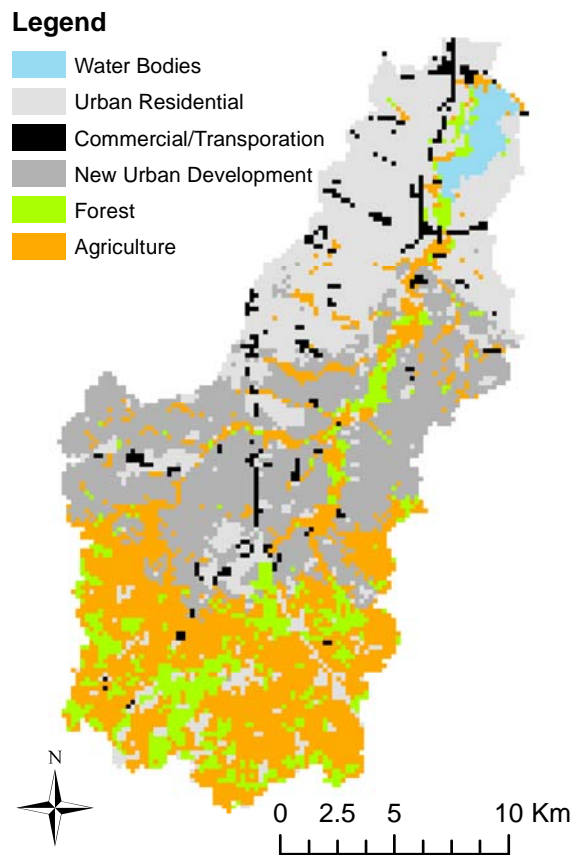 Legend
Water Bodies
Urban Residential
Commercial/Transporation
New Urban Development
Forest
Agriculture
N
0 2.5 5 10 Km